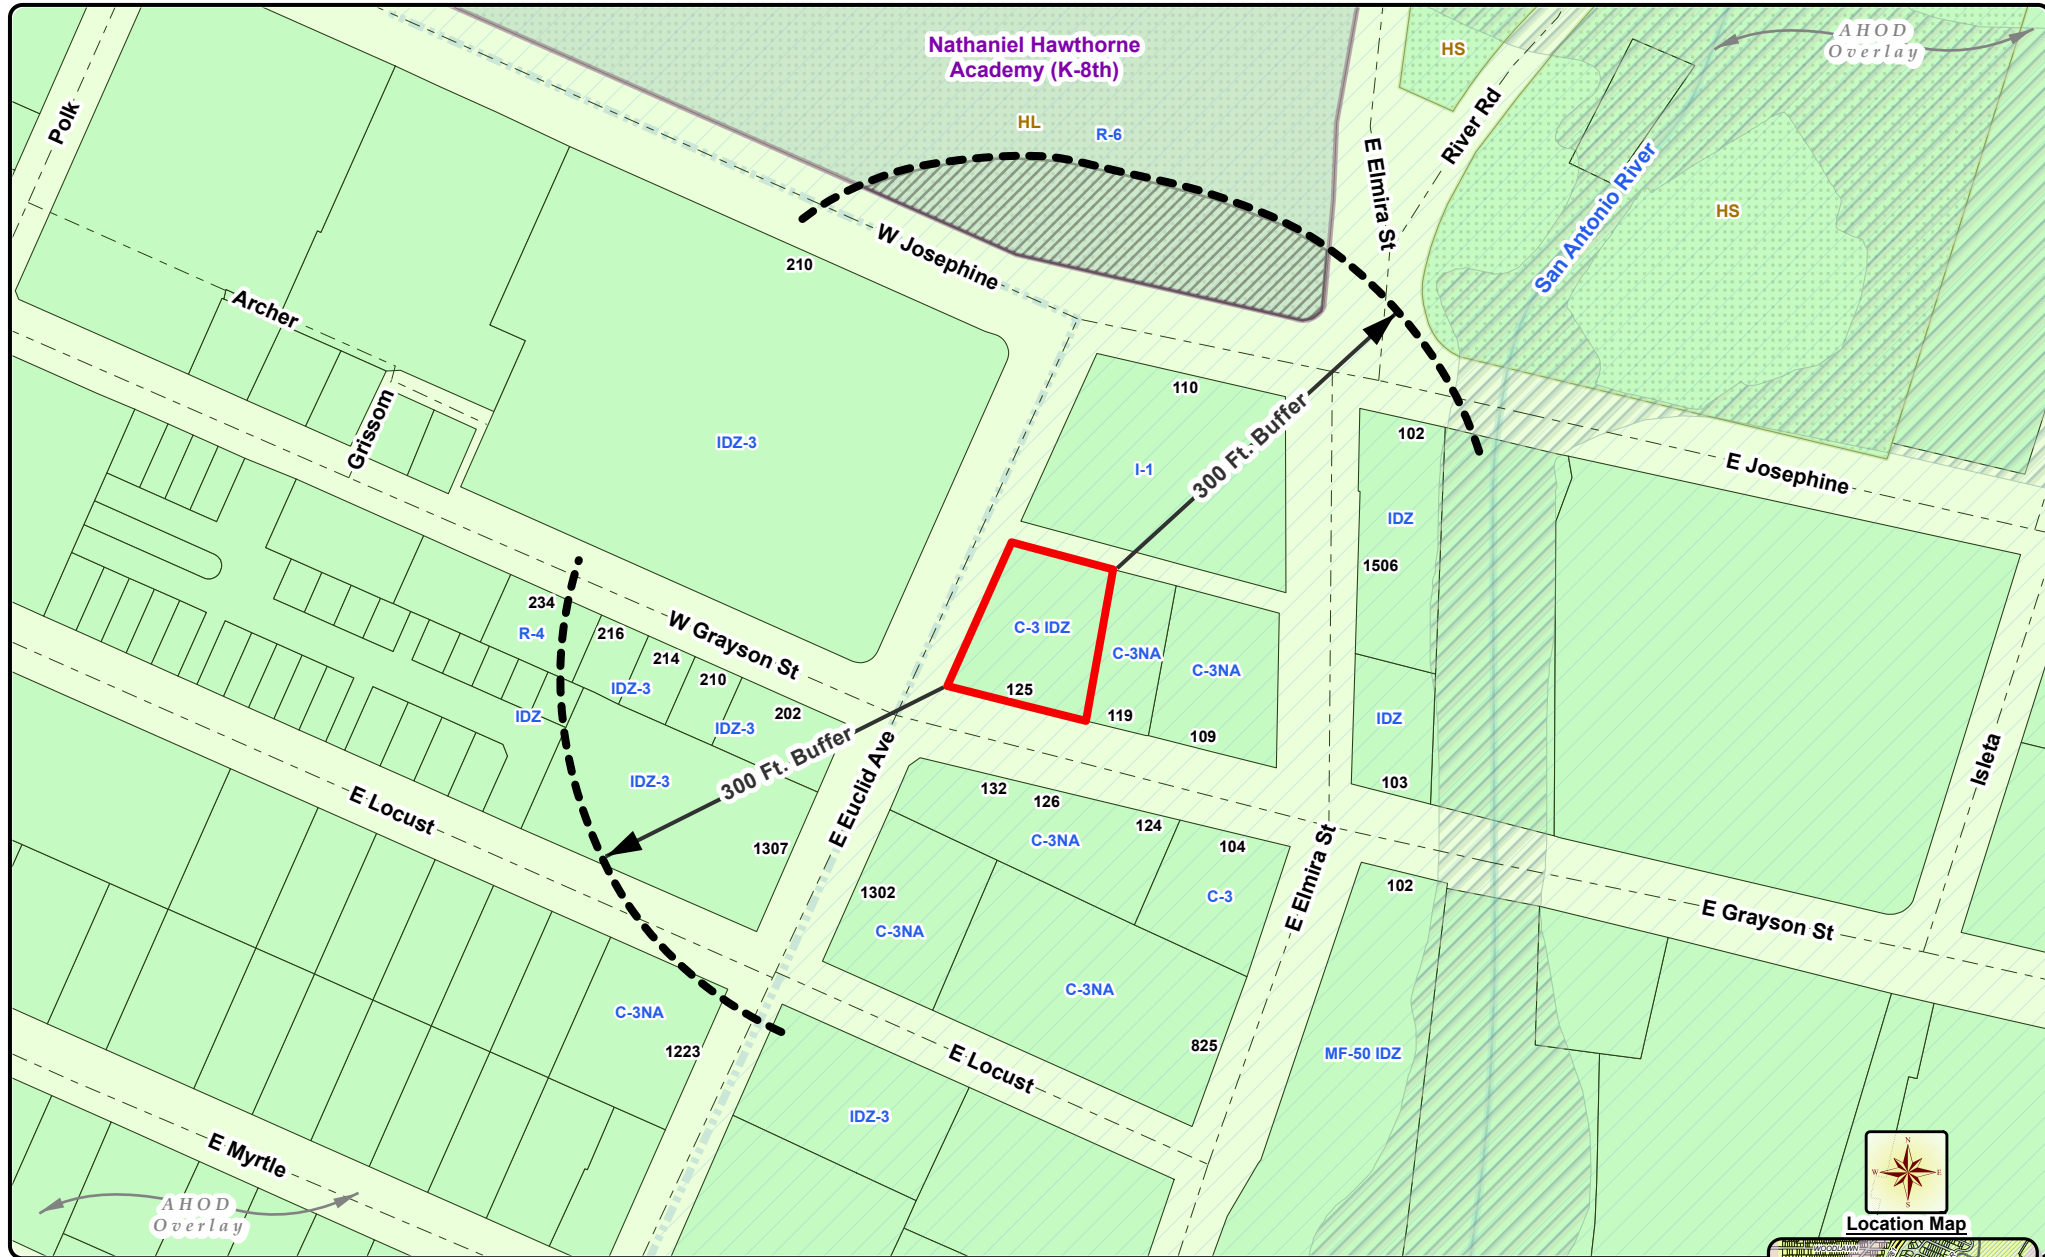 Nathaniel Hawthorne
Academy (K-8th)
HS
AHOD
Overlay
Polk
HL
R-6
River Rd
E Elmira St
San Antonio River
HS
W Josephine
210
Archer
110
Grissom
IDZ-3
I-1
300 Ft. Buffer
102
E Josephine
IDZ
1506
234
R-4
216
W Grayson St
214
210
IDZ-3
202
IDZ
IDZ-3
C-3 IDZ
125
C-3NA
119
C-3NA
109
IDZ
103
Isleta
300 Ft. Buffer
IDZ-3
E Euclid Ave
E Locust
1307
132
126
124
C-3NA
104
1302
C-3NA
C-3
E Elmira St
102
E Grayson St
C-3NA
C-3NA
1223
E Locust
825
MF-50 IDZ
IDZ-3
E Myrtle
AHOD
Overlay
N
W
E
S
Location Map
WOODLAWN